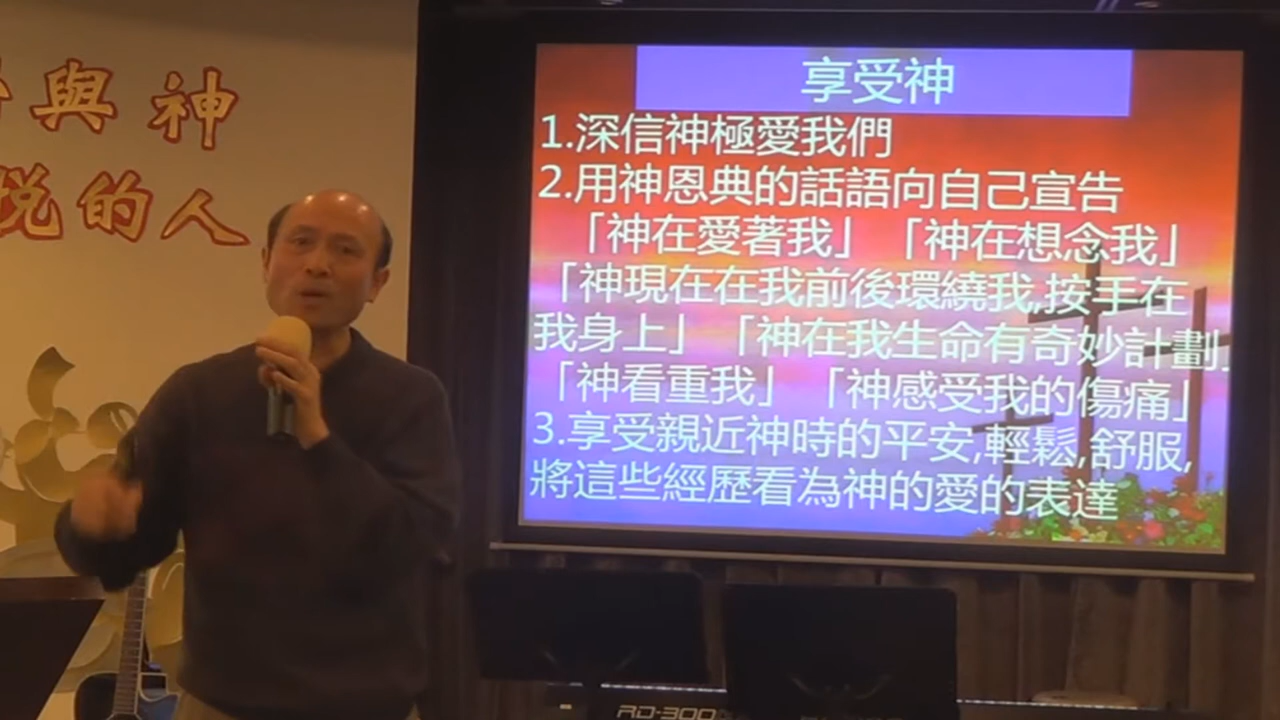 與神
悅的人
享受神
1.深信神極愛我們
2.用神恩典的話語向自己宣告
「神在愛著我」「神在想念我」
「神現在在我前後環繞我,按手在
我身上」「神在我生命有奇妙計劃」
「神看重我」「神感受我的傷痛」
3.享受親近神時的平安,輕鬆,舒服,
將這些經歷看為神的愛的表達
RD-300